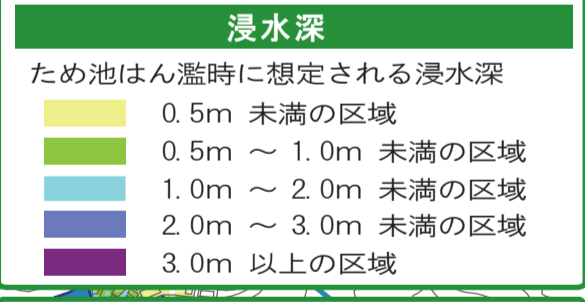 浸水深
ため池はん濫時に想定される浸水深
0.5m 未満の区域
0.5m ～ 1.0m 未満の区域
1.0m ～ 2.0m 未満の区域
2.0m ～ 3.0m 未満の区域
3.0m 以上の区域